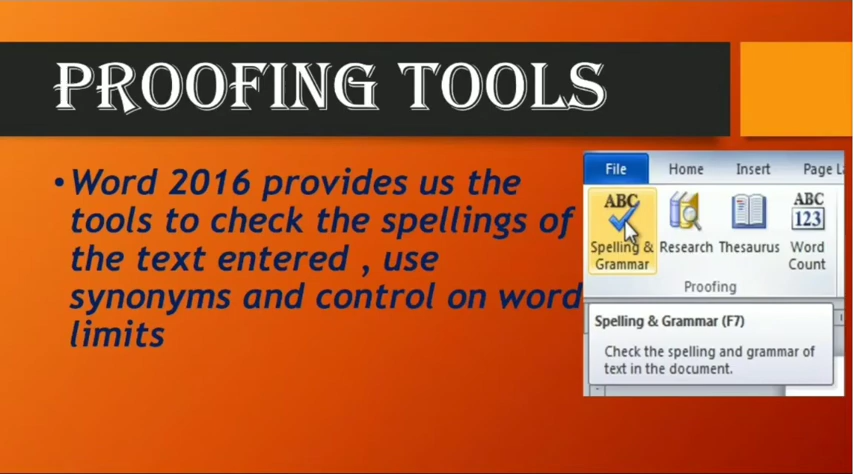 PROOFING TOOLS
•Word 2016 provides us the
tools to check the spellings of
the text entered , use
synonyms and control on word
limits
File Home Insert Page La
ABC
ABC
123
Spelling & Grammar
Research
Thesaurus
Word Count
Proofing
Spelling & Grammar (F7)
Check the spelling and grammar of
text in the document.